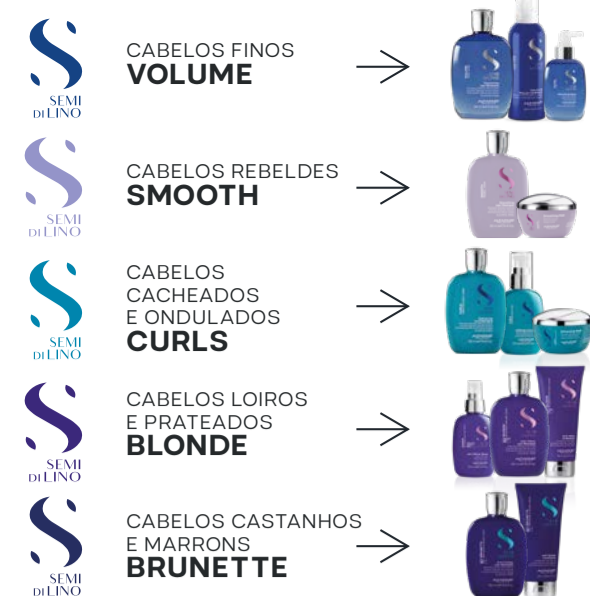 SEMI
DI LINO
CABELOS FINOS
VOLUME
SEMI
DI LINO
CABELOS REBELDES
SMOOTH
SEMI
DI LINO
CABELOS
CACHEADOS
E ONDULADOS
CURLS
SEMI
DI LINO
CABELOS LOIROS
E PRATEADOS
BLONDE
SEMI
DI LINO
CABELOS CASTANHOS
E MARRONS
BRUNETTE